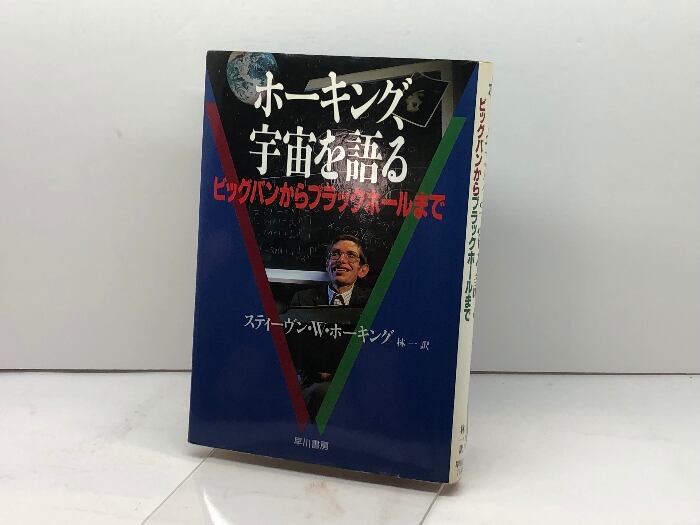 ホーキング、
宇宙を語る
ビッグバンからブラックホールまで
スティーヴン・W・ホーキング
林一訳
早川書房
ビッグバンからブラックホールまで